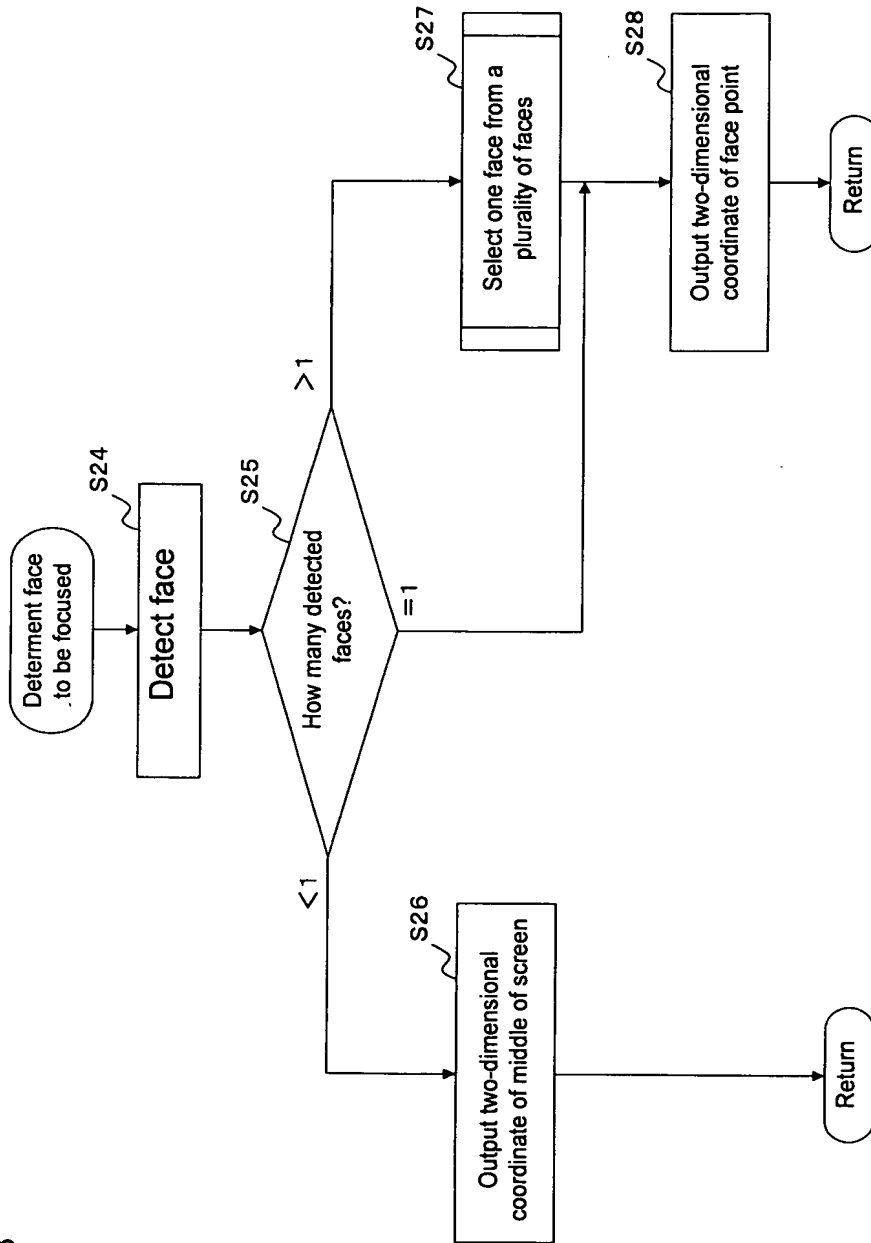 Determent face
to be focused
S24
Detect face
S25
How many detected
faces?
<1
=1
>1
S26
Output two-dimensional
coordinate of middle of screen
S27
Select one face from a
plurality of faces
S28
Output two-dimensional
coordinate of face point
Return
Return